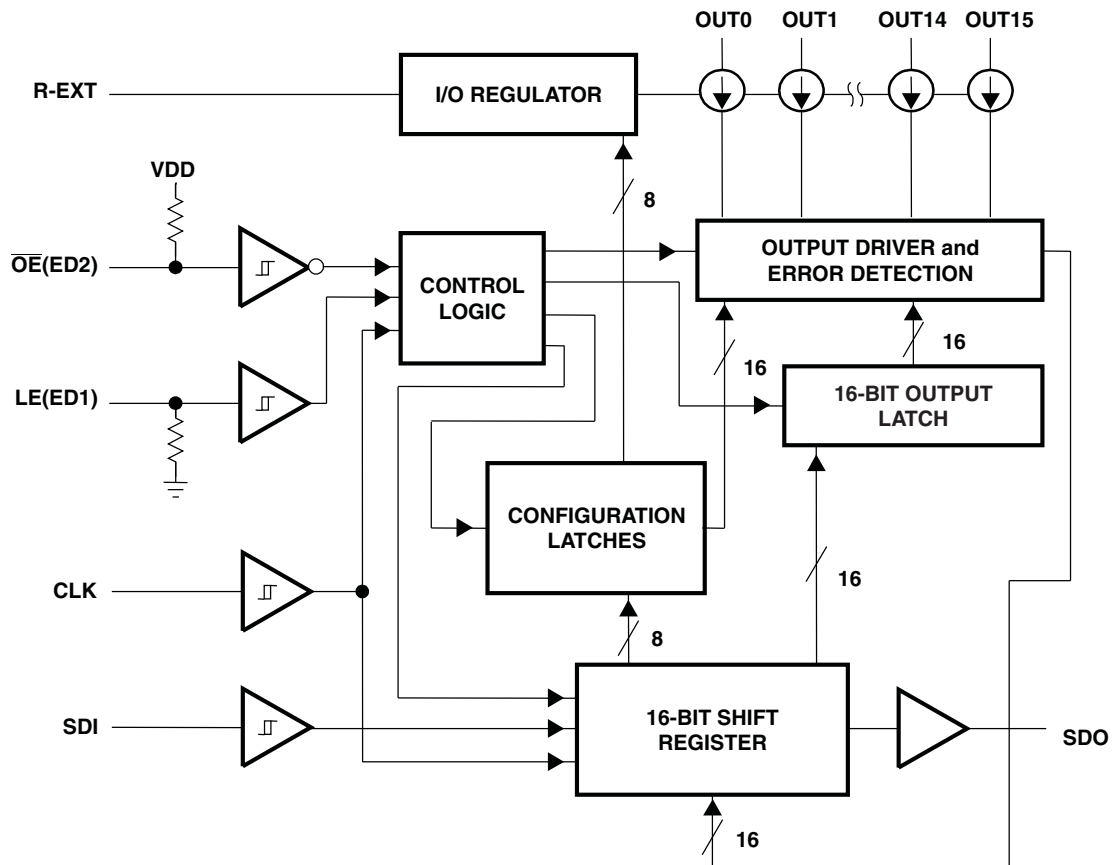 OUT0 OUT1 OUT14 OUT15
R-EXT
I/O REGULATOR
VDD
8
O̅E̅(ED2)
CONTROL
LOGIC
OUTPUT DRIVER and
ERROR DETECTION
16
16
LE(ED1)
16-BIT OUTPUT
LATCH
CONFIGURATION
LATCHES
CLK
16
8
SDI
16-BIT SHIFT
REGISTER
SDO
16